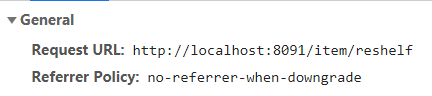 General
Request URL: http://localhost:8091/item/reshelf
Referrer Policy: no-referrer-when-downgrade